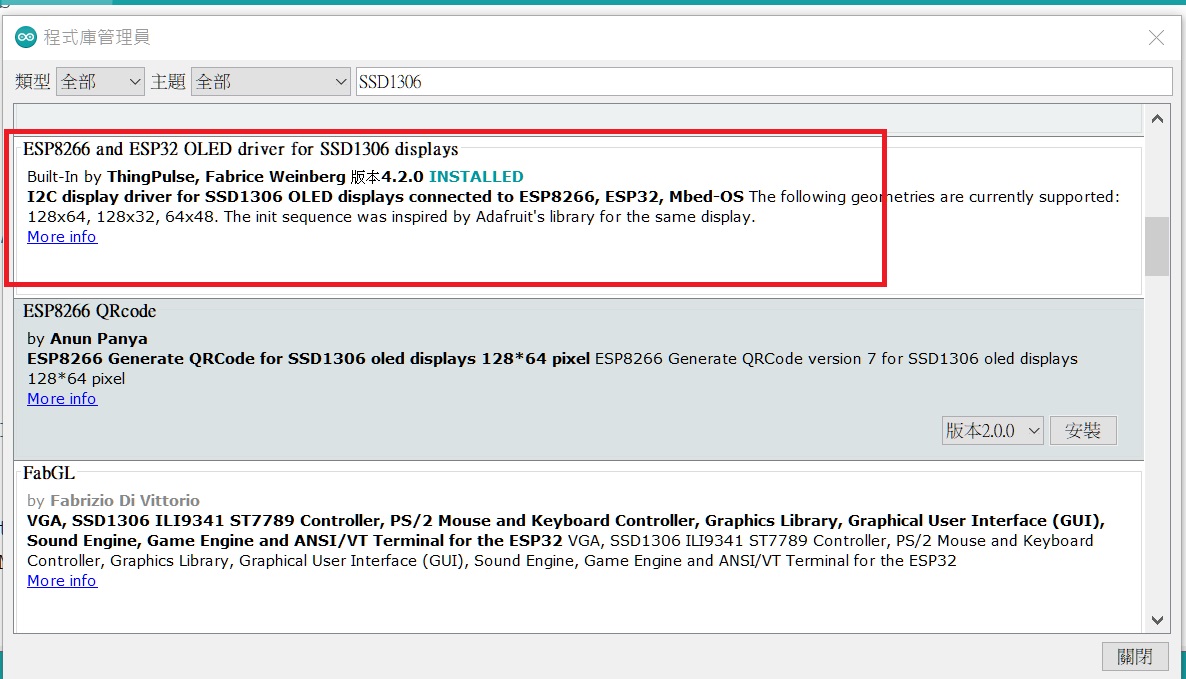 程式庫管理員
類型 全部 主題 全部 SSD1306
ESP8266 and ESP32 OLED driver for SSD1306 displays
Built-In by ThingPulse, Fabrice Weinberg 版本4.2.0 INSTALLED
I2C display driver for SSD1306 OLED displays connected to ESP8266, ESP32, Mbed-OS The following geometries are currently supported:
128x64, 128x32, 64x48. The init sequence was inspired by Adafruit's library for the same display.
More info
ESP8266 QRcode
by Anun Panya
ESP8266 Generate QRCode for SSD1306 oled displays 128*64 pixel ESP8266 Generate QRCode version 7 for SSD1306 oled displays
128*64 pixel
More info
版本2.0.0 安裝
FabGL
by Fabrizio Di Vittorio
VGA, SSD1306 ILI9341 ST7789 Controller, PS/2 Mouse and Keyboard Controller, Graphics Library, Graphical User Interface (GUI),
Sound Engine, Game Engine and ANSI/VT Terminal for the ESP32 VGA, SSD1306 ILI9341 ST7789 Controller, PS/2 Mouse and Keyboard
Controller, Graphics Library, Graphical User Interface (GUI), Sound Engine, Game Engine and ANSI/VT Terminal for the ESP32
More info
關閉